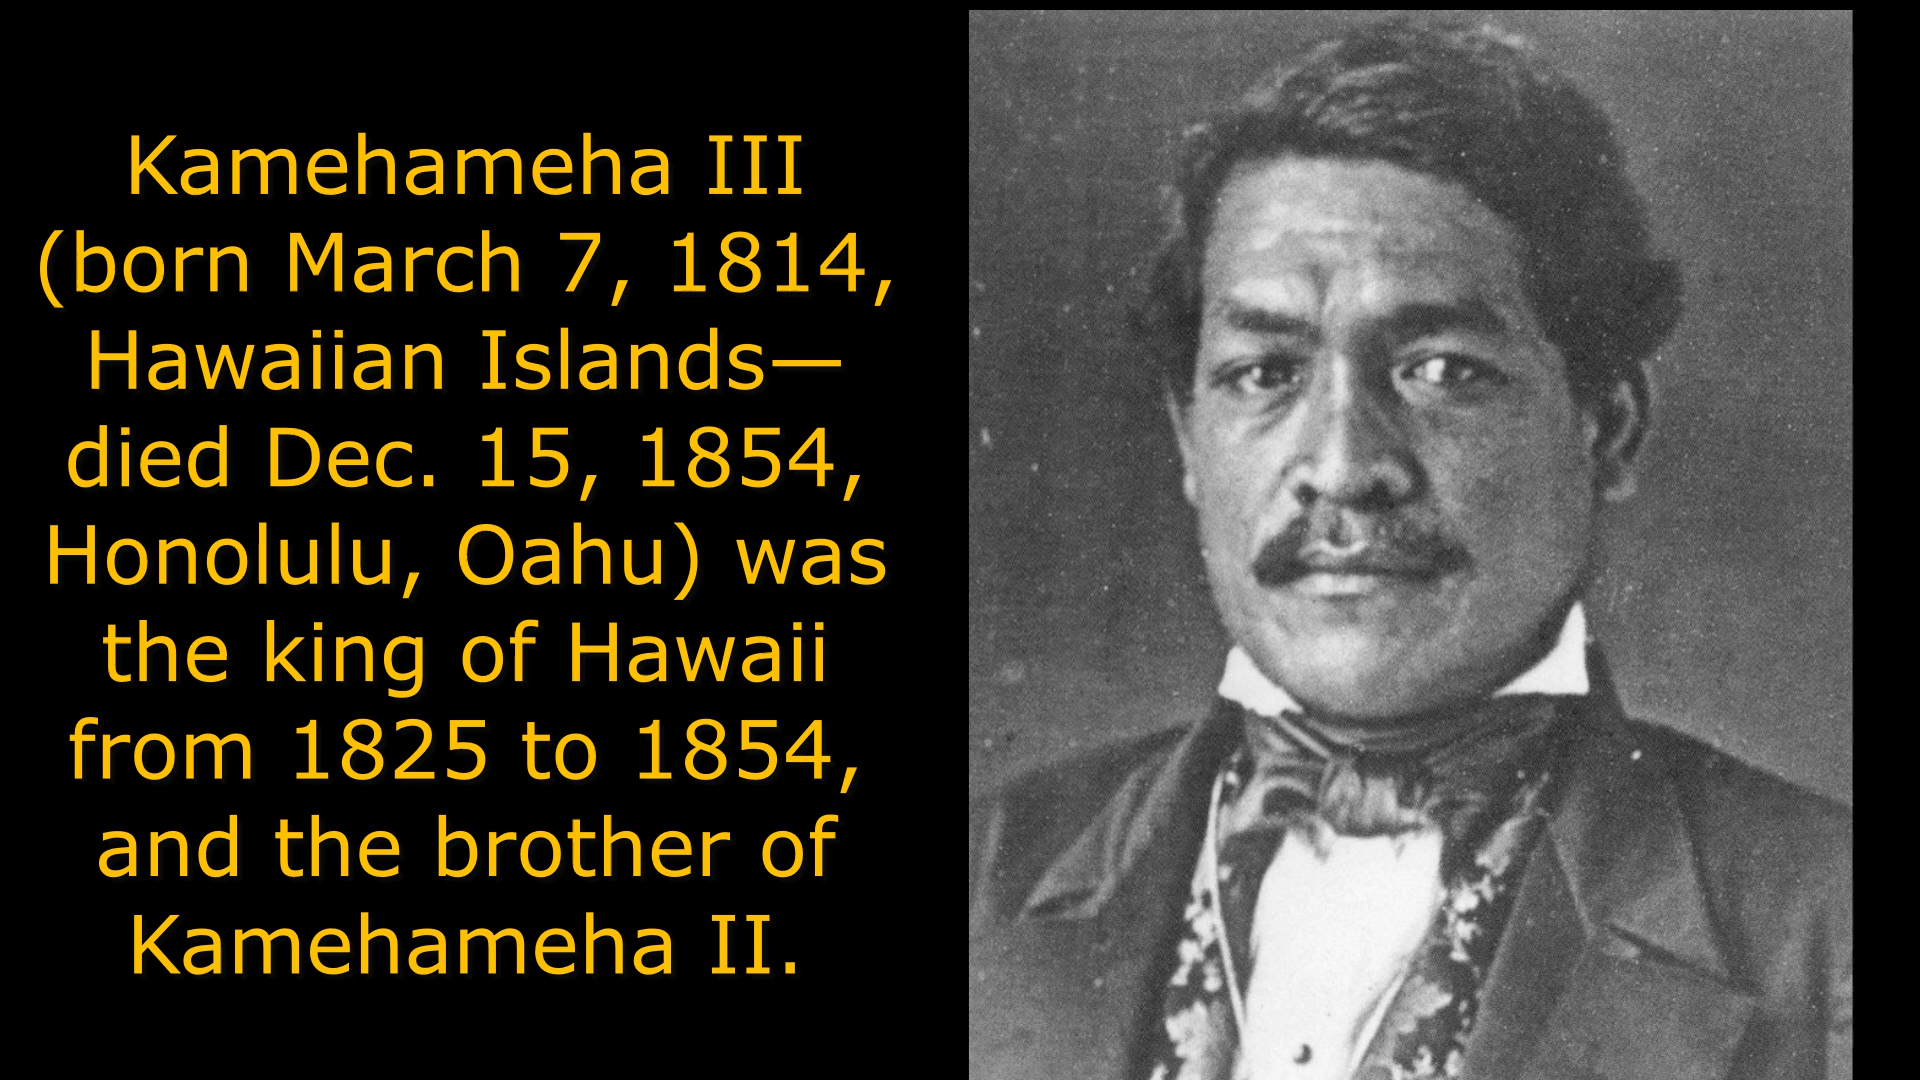 Kamehameha III
(born March 7, 1814,
Hawaiian Islands—
died Dec. 15, 1854,
Honolulu, Oahu) was
the king of Hawaii
from 1825 to 1854,
and the brother of
Kamehameha II.